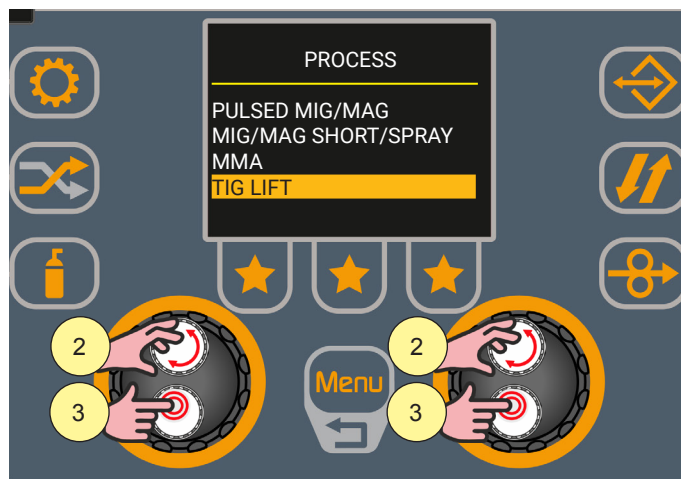 PROCESS
PULSED MIG/MAG
MIG/MAG SHORT/SPRAY
MMA
TIG LIFT
2
2
3
Menu
3